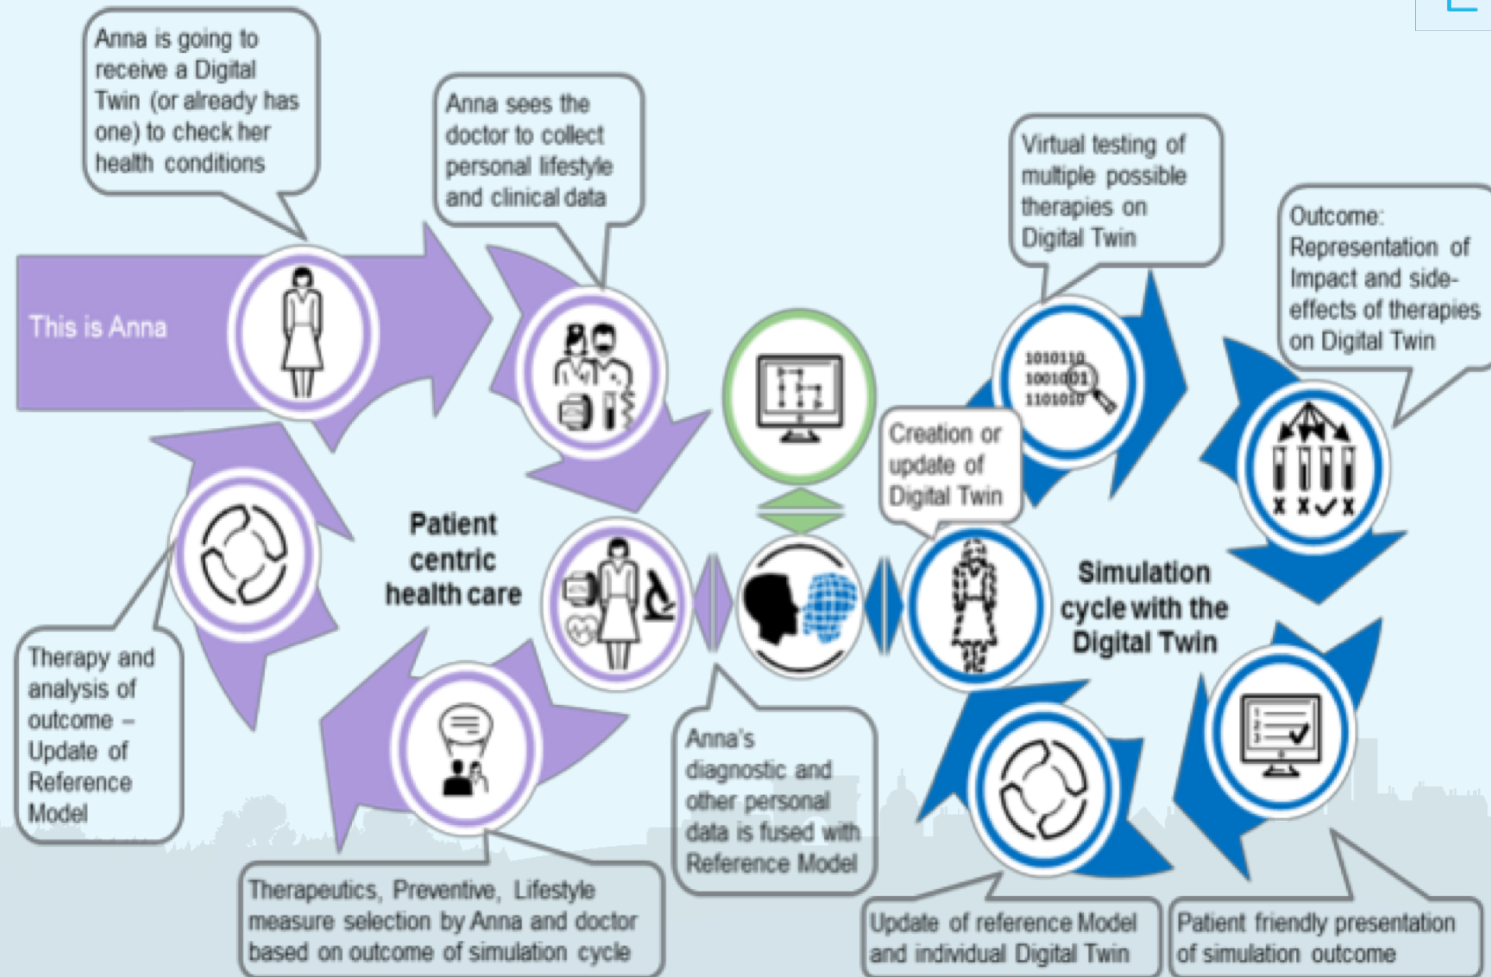 Anna is going to
receive a Digital
Twin (or already has
one) to check her
health conditions
Anna sees the
doctor to collect
personal lifestyle
and clinical data
Virtual testing of
multiple possible
therapies on
Digital Twin
Outcome:
Representation of
Impact and side-
effects of therapies
on Digital Twin
This is Anna
1010110
1001001
1101010
Creation or
update of
Digital Twin
X X ✓ X
Patient
centric
health care
Simulation
cycle with the
Digital Twin
Therapy and
analysis of
outcome –
Update of
Reference
Model
1
2
3
Anna's
diagnostic and
other personal
data is fused with
Reference Model
Therapeutics, Preventive, Lifestyle
measure selection by Anna and doctor
based on outcome of simulation cycle
Update of reference Model
and individual Digital Twin
Patient friendly presentation
of simulation outcome